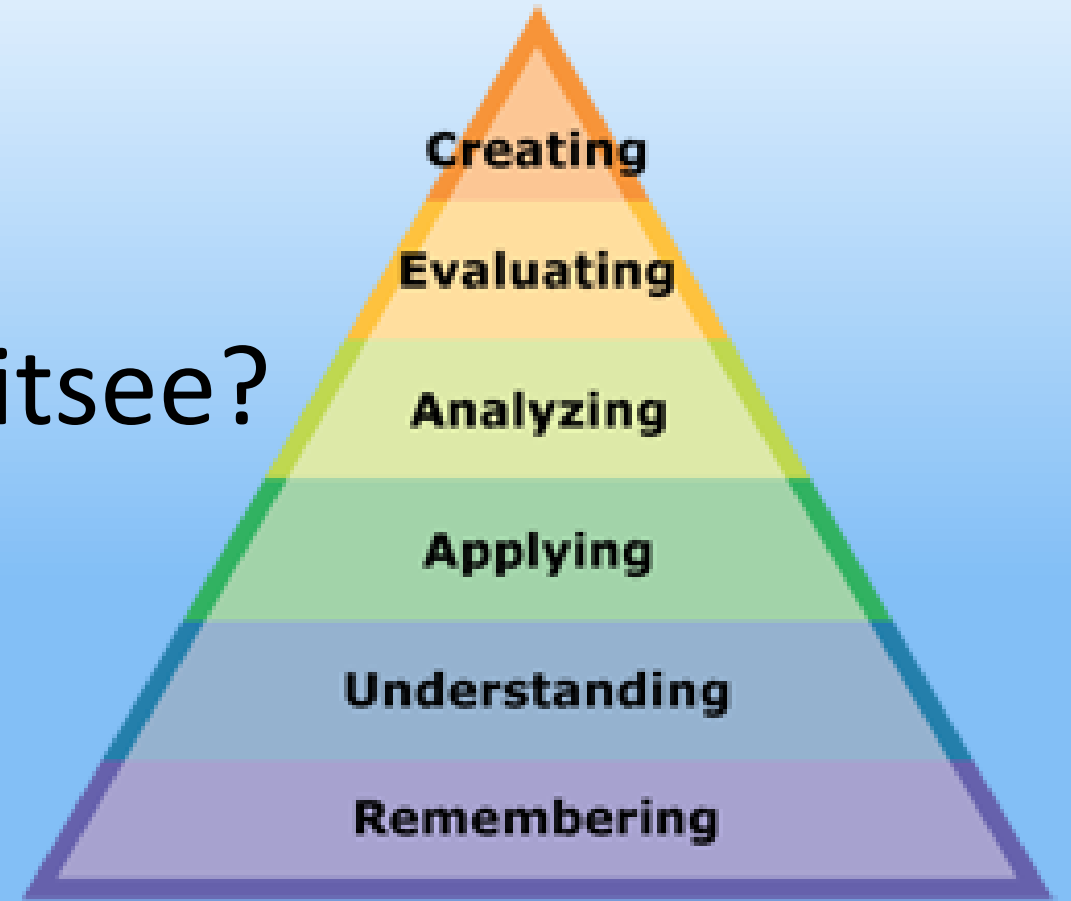 Creating
Evaluating
itsee?
Analyzing
Applying
Understanding
Remembering